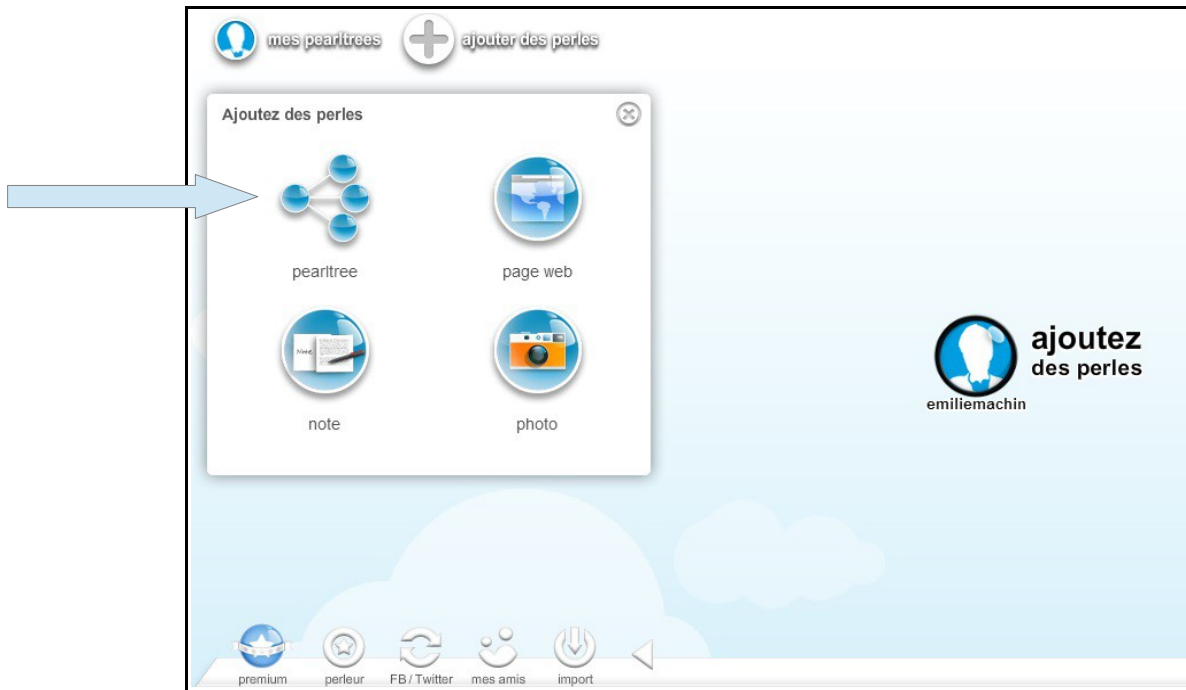 mes pearltrees
ajouter des perles
Ajoutez des perles
pearltree
page web
Note
note
photo
ajoutez
des perles
emiliemachin
premium
perleur
FB / Twitter
mes amis
import